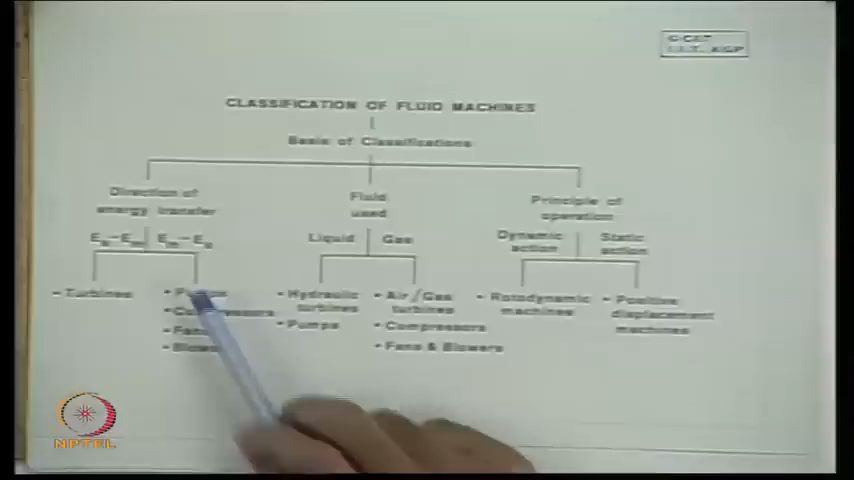 I.I.T. KGP
CLASSIFICATION OF FLUID MACHINES
Basis of Classifications
Direction of
energy transfer
Fluid
used
Principle of
operation
Liquid
Gas
Dynamic
action
Static
action
• Turbines
• Compressors
• Hydraulic
turbines
• Pumps
• Air/Gas
turbines
• Compressors
• Fans & Blowers
• Rotodynamic
machines
• Positive
displacement
machines
NPTEL